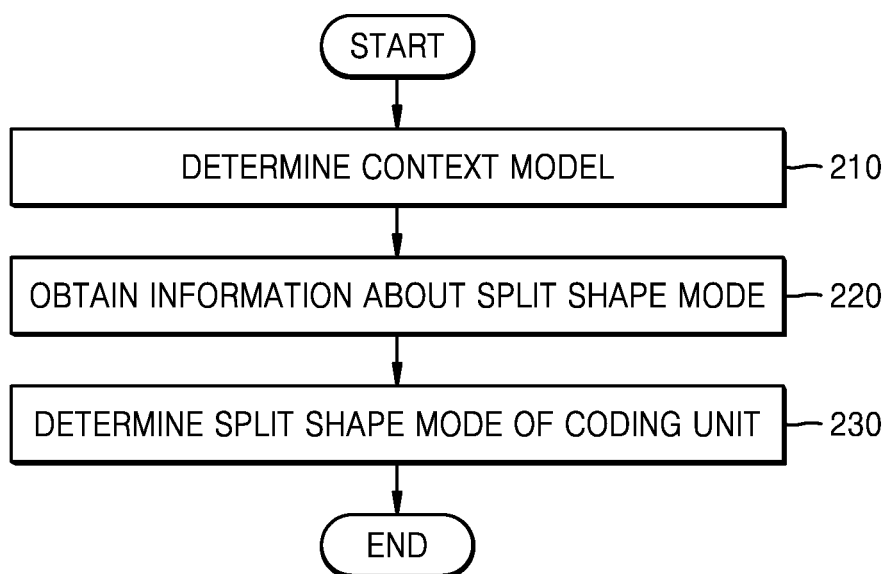 START
DETERMINE CONTEXT MODEL
210
OBTAIN INFORMATION ABOUT SPLIT SHAPE MODE
220
DETERMINE SPLIT SHAPE MODE OF CODING UNIT
230
END